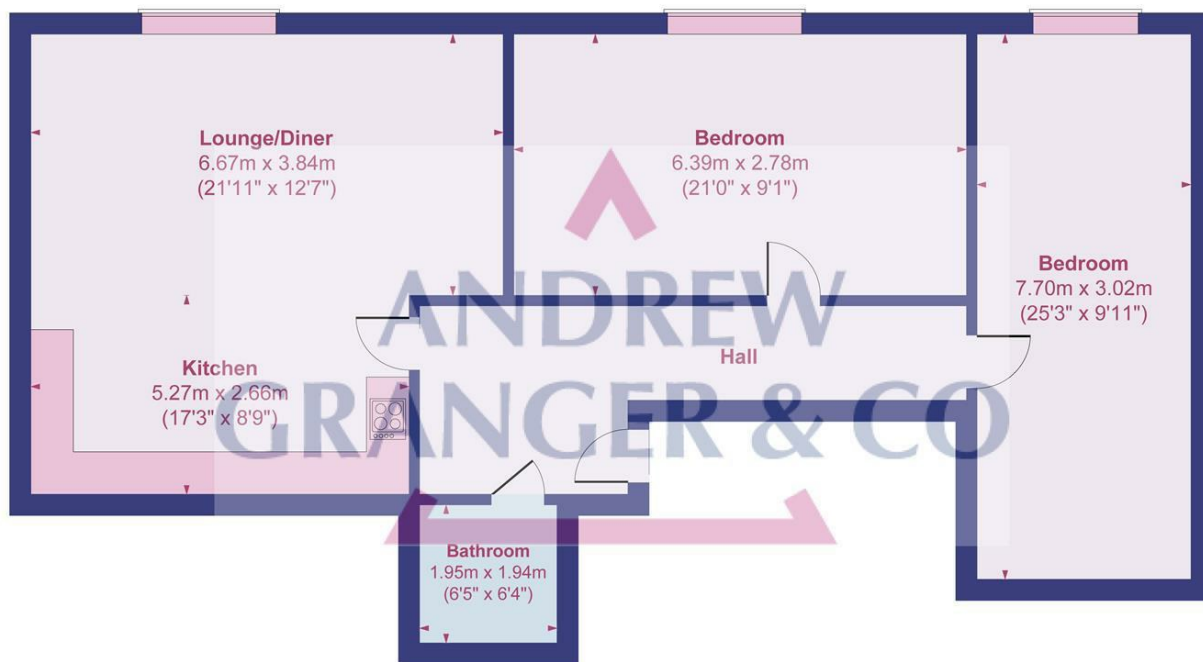 Lounge/Diner
6.67m x 3.84m
(21'11" x 12'7")
Bedroom
6.39m x 2.78m
(21'0" x 9'1")
Bedroom
7.70m x 3.02m
(25'3" x 9'11")
Kitchen
5.27m x 2.66m
(17'3" x 8'9")
Hall
Bathroom
1.95m x 1.94m
(6'5" x 6'4")
ANDREW
GRANGER & CO